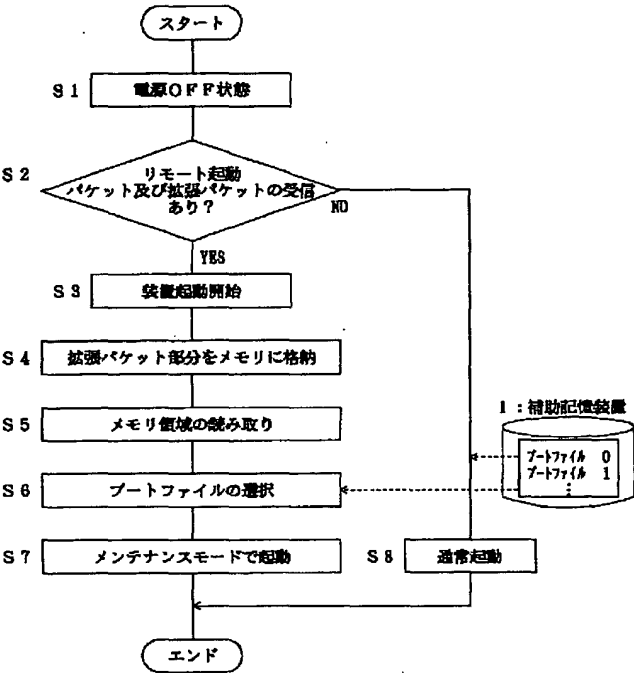 スタート
S1 電源OFF状態
S2
リモート起動
パケット及び拡張パケットの受信
あり？
NO
YES
S3 装置起動開始
S4 拡張パケット部分をメモリに格納
1：補助記憶装置
S5 メモリ領域の読み取り
ブートファイル 0
ブートファイル 1
⋮
S6 ブートファイルの選択
S7 メンテナンスモードで起動
S8 通常起動
エンド